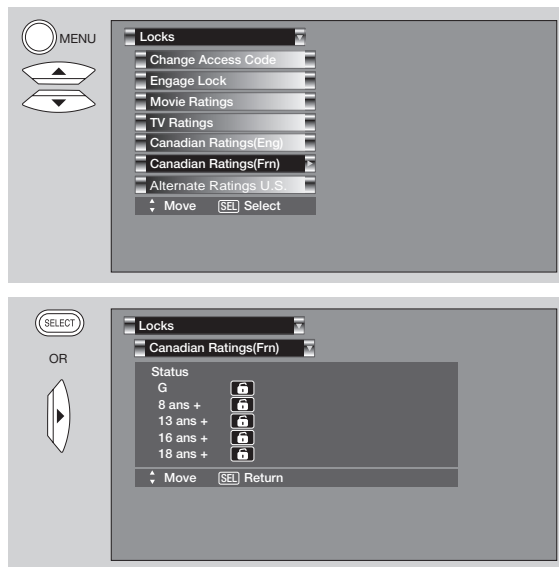 MENU
Locks
Change Access Code
Engage Lock
Movie Ratings
TV Ratings
Canadian Ratings(Eng)
Canadian Ratings(Frn)
Alternate Ratings U.S.
Move SEL Select
SELECT
OR
Locks
Canadian Ratings(Frn)
Status
G
8 ans +
13 ans +
16 ans +
18 ans +
Move SEL Return